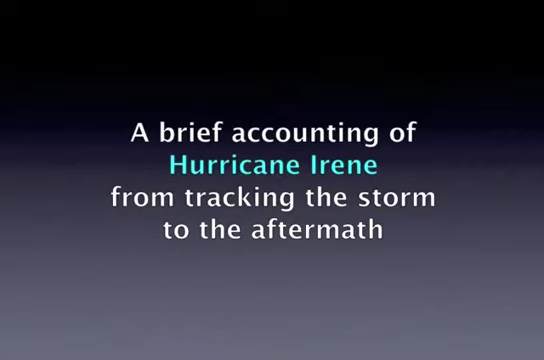 A brief accounting of
Hurricane Irene
from tracking the storm
to the aftermath